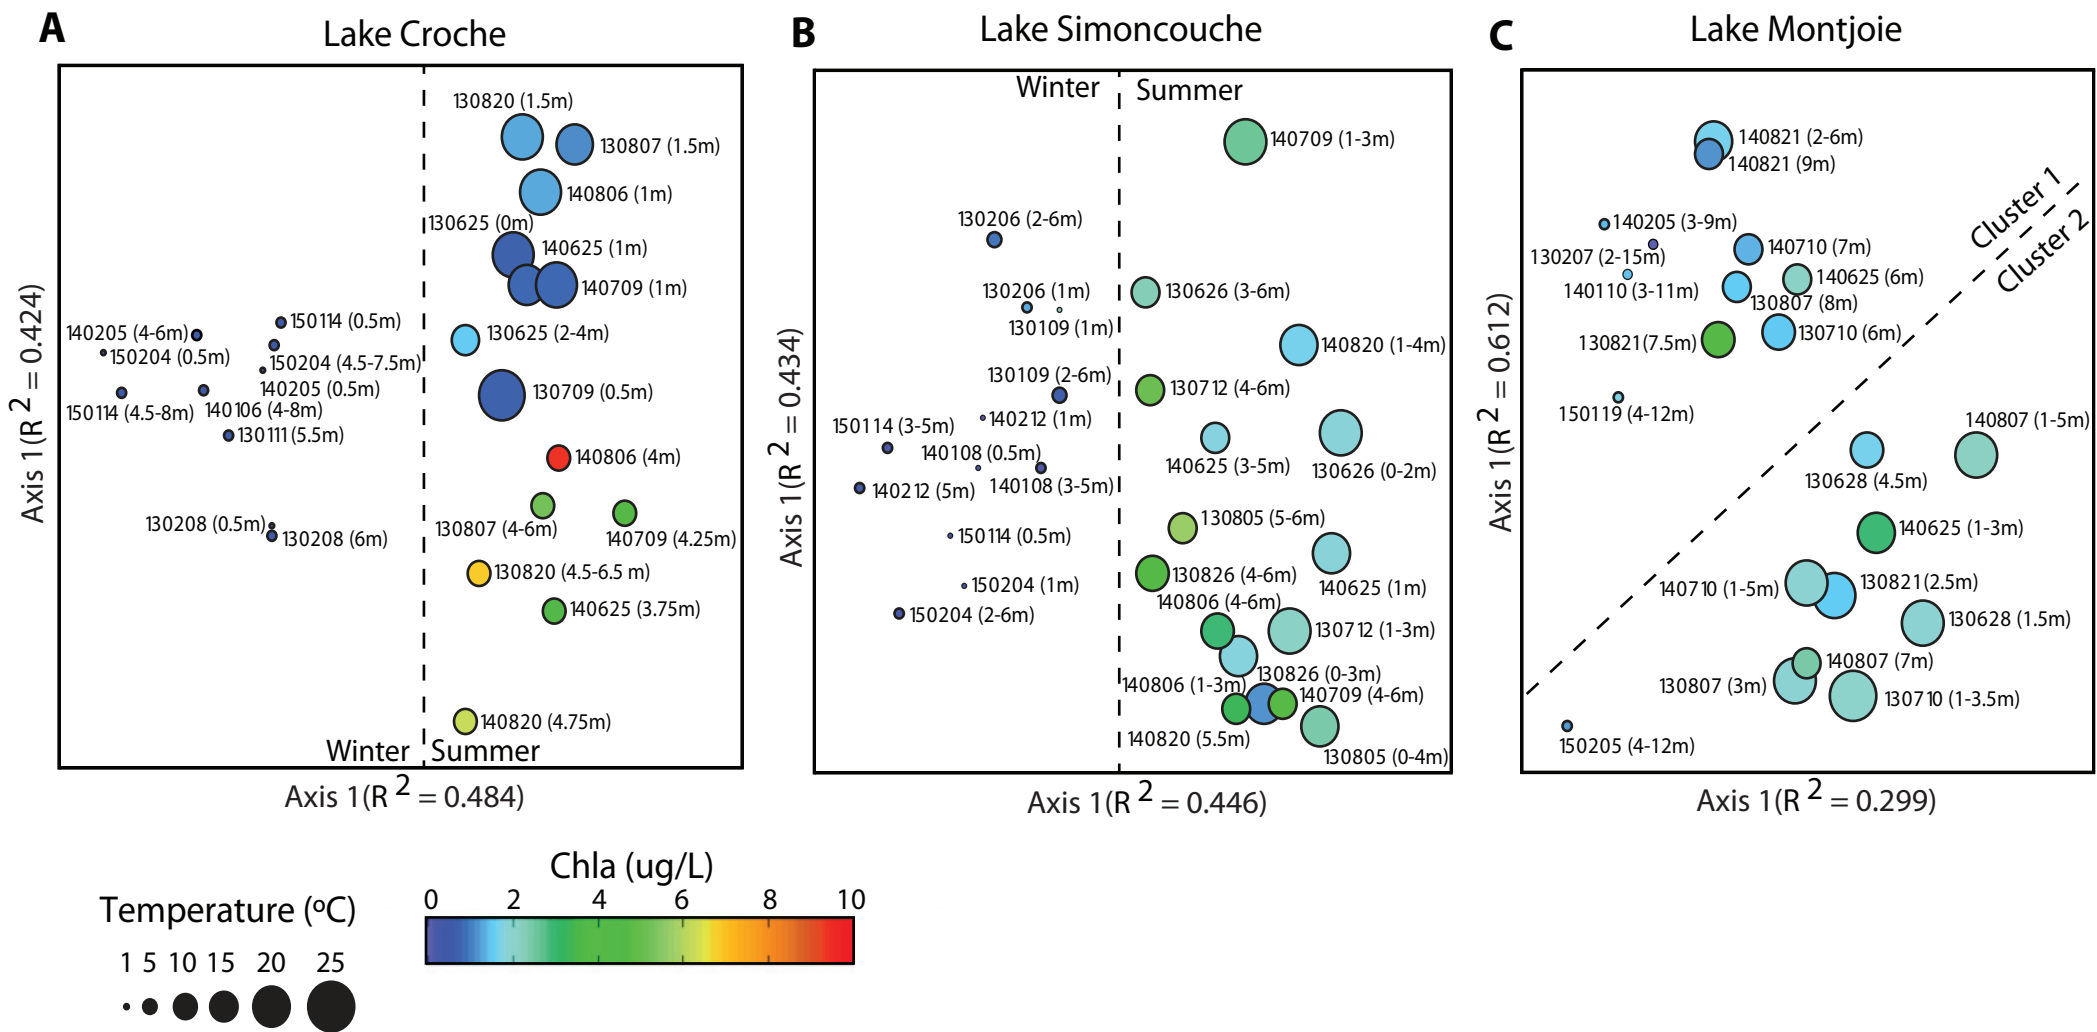 A
Lake Croche
130820 (1.5m)
130807 (1.5m)
140806 (1m)
130625 (0m)
140625 (1m)
140709 (1m)
130625 (2-4m)
130709 (0.5m)
140806 (4m)
130807 (4-6m)
140709 (4.25m)
130820 (4.5-6.5 m)
140625 (3.75m)
140820 (4.75m)
150114 (0.5m)
140205 (4-6m)
150204 (0.5m)
150204 (4.5-7.5m)
140205 (0.5m)
150114 (4.5-8m)
140106 (4-8m)
130111 (5.5m)
130208 (0.5m)
130208 (6m)
Winter
Summer
Axis 1(R 2 = 0.424)
Axis 1(R 2 = 0.484)
B
Lake Simoncouche
Winter
Summer
140709 (1-3m)
130206 (2-6m)
130206 (1m)
130109 (1m)
130626 (3-6m)
140820 (1-4m)
130109 (2-6m)
130712 (4-6m)
140212 (1m)
150114 (3-5m)
140108 (0.5m)
140625 (3-5m)
130626 (0-2m)
140212 (5m)
140108 (3-5m)
130805 (5-6m)
150114 (0.5m)
130826 (4-6m)
140625 (1m)
150204 (1m)
140806 (4-6m)
150204 (2-6m)
130712 (1-3m)
130826 (0-3m)
140806 (1-3m)
140709 (4-6m)
140820 (5.5m)
130805 (0-4m)
Axis 1(R 2 = 0.434)
Axis 1(R 2 = 0.446)
C
Lake Montjoie
140821 (2-6m)
140821 (9m)
140205 (3-9m)
130207 (2-15m)
140710 (7m)
140110 (3-11m)
140625 (6m)
130807 (8m)
130821(7.5m)
130710 (6m)
150119 (4-12m)
Cluster 1
Cluster 2
140807 (1-5m)
130628 (4.5m)
140625 (1-3m)
140710 (1-5m)
130821(2.5m)
130628 (1.5m)
140807 (7m)
130807 (3m)
130710 (1-3.5m)
150205 (4-12m)
Axis 1(R 2 = 0.612)
Axis 1(R 2 = 0.299)
Temperature (ºC)
1 5 10 15 20 25
Chla (ug/L)
0 2 4 6 8 10